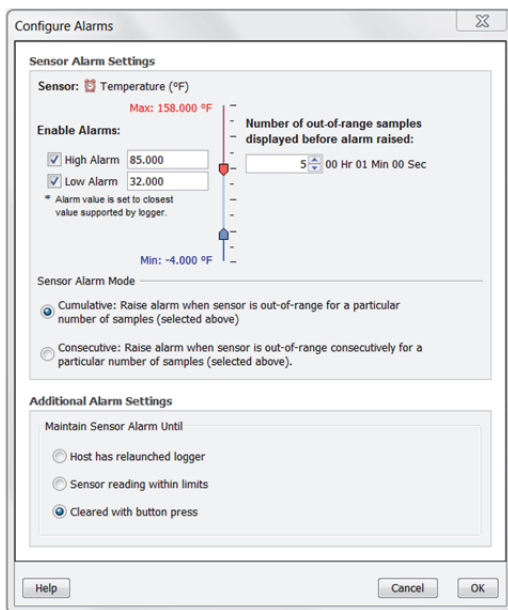 Configure Alarms
Sensor Alarm Settings
Sensor: Temperature (ºF)
Max: 158.000 ºF
Enable Alarms:
High Alarm 85.000
Low Alarm 32.000
* Alarm value is set to closest
value supported by logger.
Min: -4.000 ºF
Number of out-of-range samples
displayed before alarm raised:
5 00 Hr 01 Min 00 Sec
Sensor Alarm Mode
Cumulative: Raise alarm when sensor is out-of-range for a particular
number of samples (selected above)
Consecutive: Raise alarm when sensor is out-of-range consecutively for a
particular number of samples (selected above).
Additional Alarm Settings
Maintain Sensor Alarm Until
Host has relaunched logger
Sensor reading within limits
Cleared with button press
Help
Cancel
OK